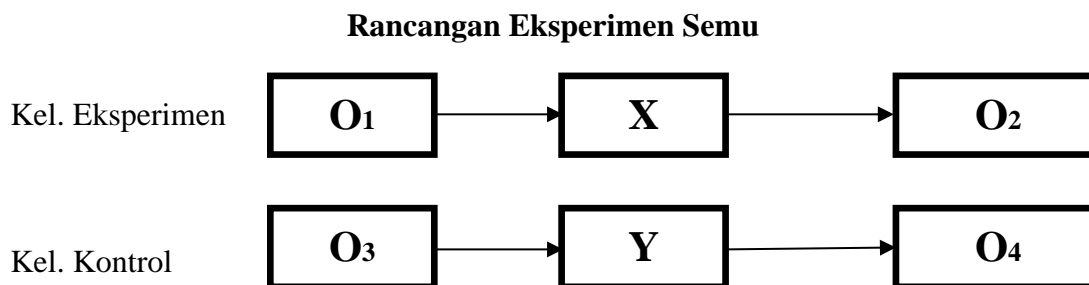 Rancangan Eksperimen Semu
Kel. Eksperimen O1 X O2
Kel. Kontrol O3 Y O4